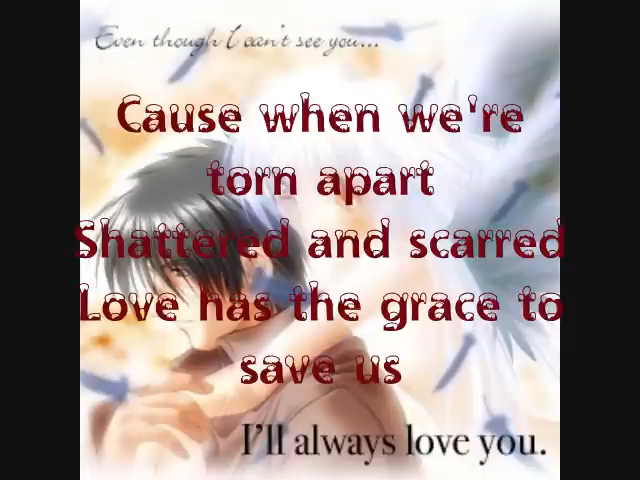 Even though I can't see you...
Cause when we're
torn apart
Shattered and scarred
Love has the grace to
save us
I'll always love you.